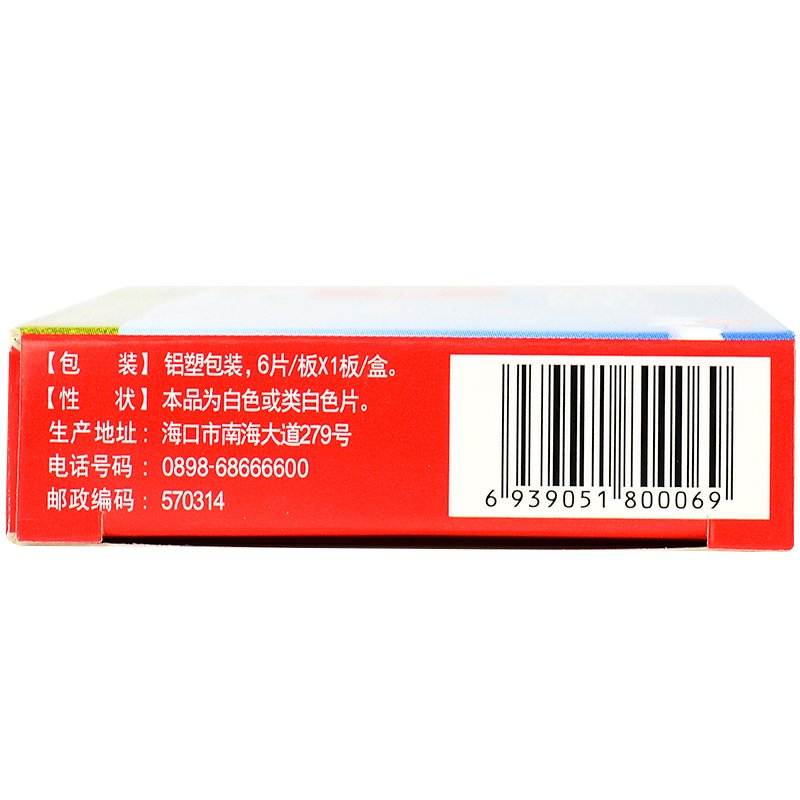 【包　装】铝塑包装，6片/板X1板/盒。
【性　状】本品为白色或类白色片。
生产地址：海口市南海大道279号
电话号码：0898-68666600
邮政编码：570314
6 939051 800069